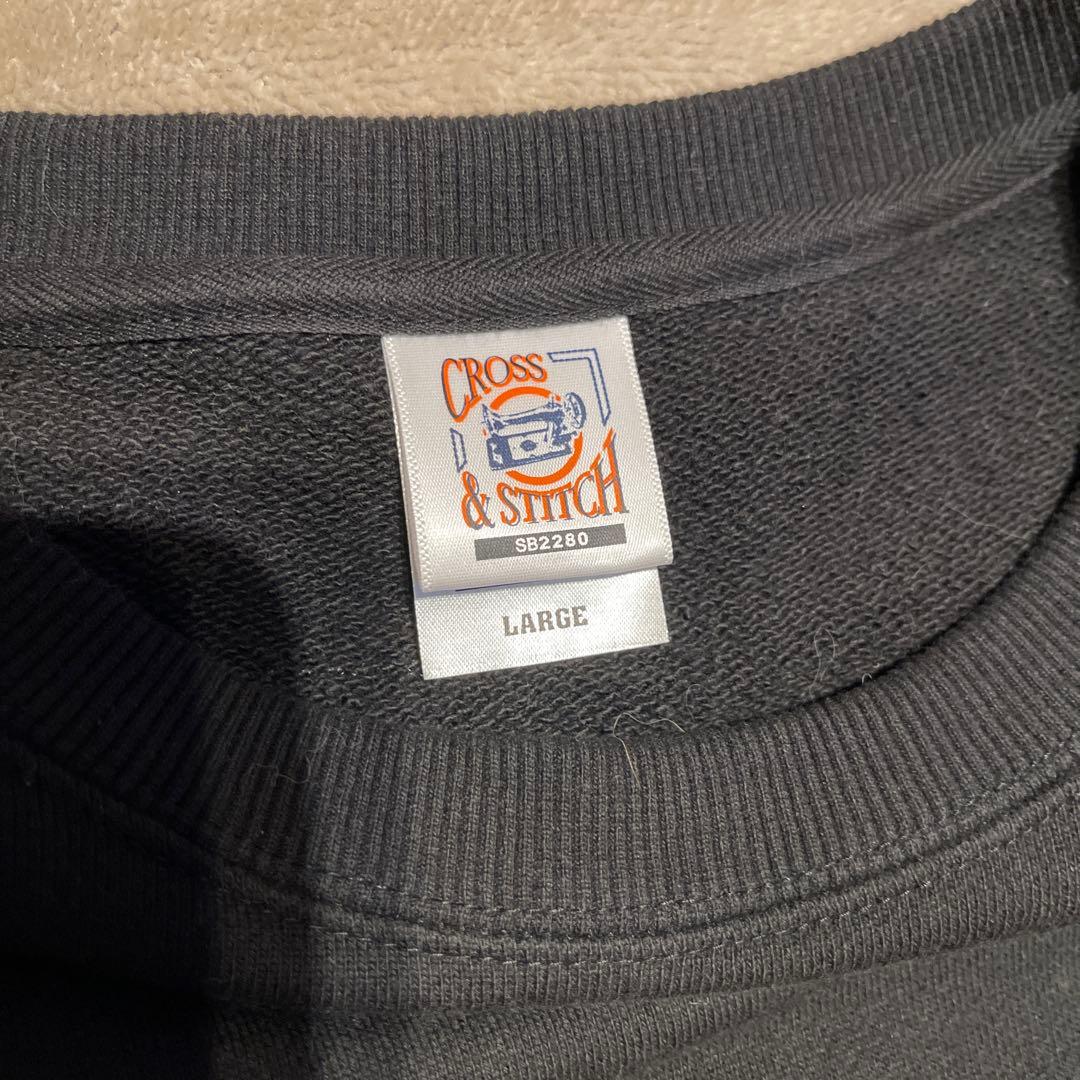 CROSS
& STITCH
SB2280
LARGE